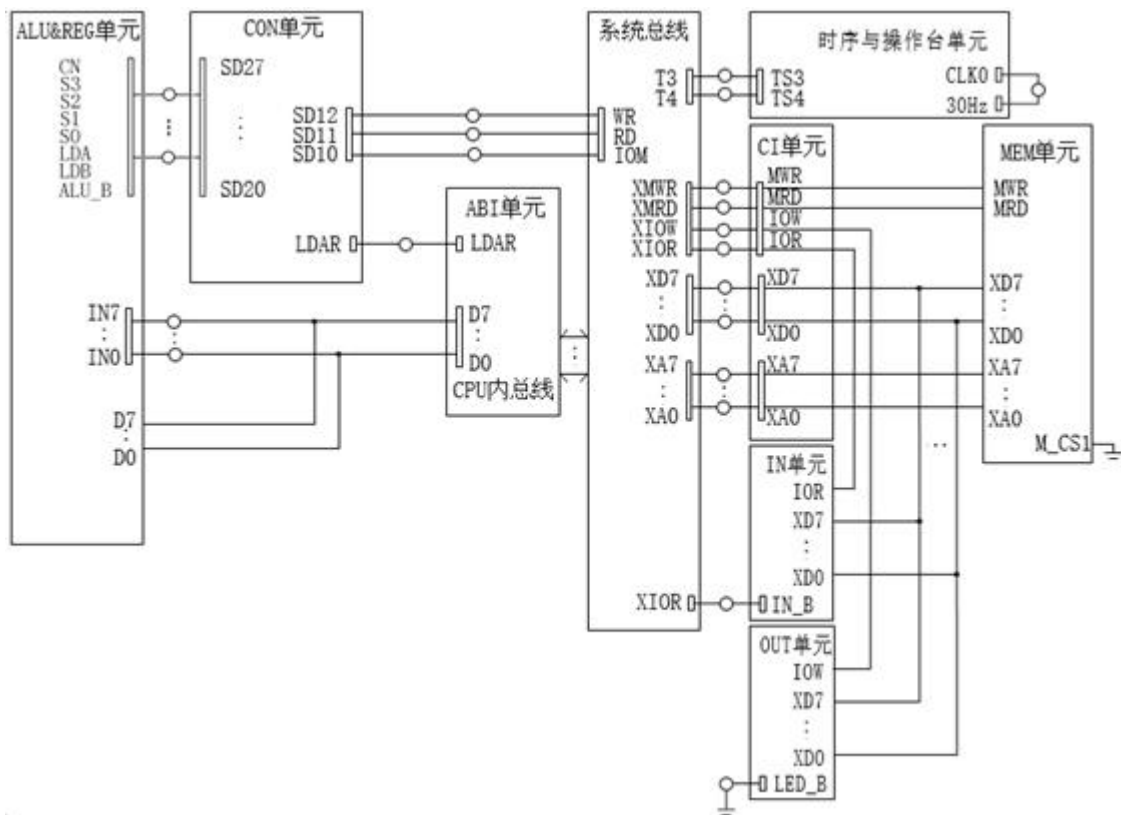 ALU&REG单元
CN
S3
S2
S1
S0
LDA
LDB
ALU_B
IN7
IN0
D7
D0
CON单元
SD27
SD20
SD12
SD11
SD10
LDAR
ABI单元
LDAR
D7
D0
CPU内总线
系统总线
T3
T4
WR
RD
IOM
XMWR
XMRD
XIOW
XIOR
XD7
XD0
XA7
XA0
XIOR
时序与操作台单元
TS3
TS4
CLK0
30Hz
CI单元
MWR
MRD
IOW
IOR
XD7
XD0
XA7
XA0
MEM单元
MWR
MRD
XD7
XD0
XA7
XA0
M_CS1
IN单元
IOR
XD7
XD0
IN_B
OUT单元
IOW
XD7
XD0
LED_B